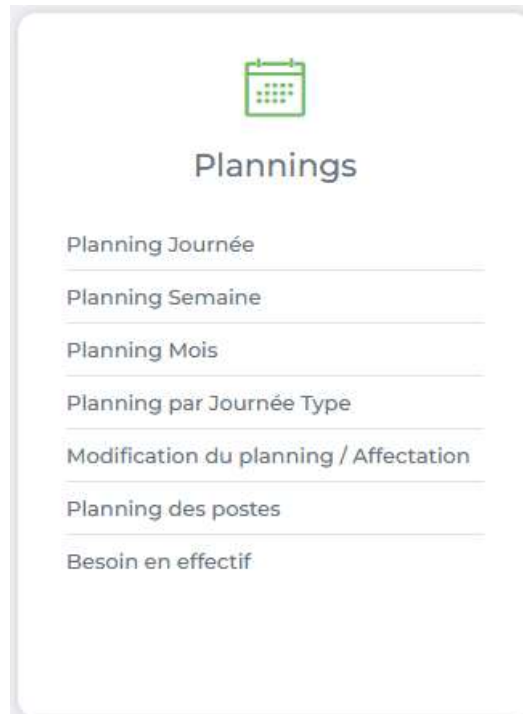 Plannings
Planning Journée
Planning Semaine
Planning Mois
Planning par Journée Type
Modification du planning / Affectation
Planning des postes
Besoin en effectif